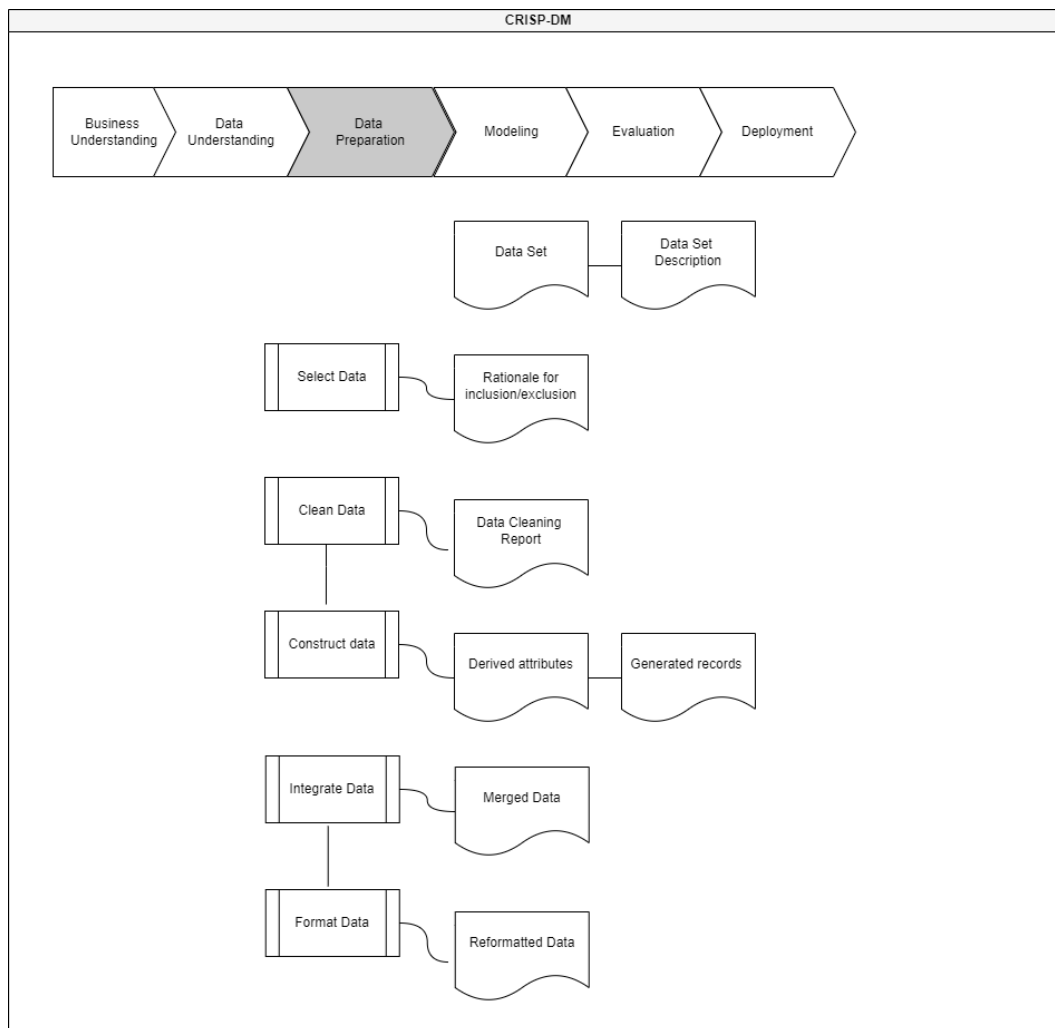 CRISP-DM
Business
Understanding
Data
Understanding
Data
Preparation
Modeling
Evaluation
Deployment
Data Set
Data Set
Description
Select Data
Rationale for
inclusion/exclusion
Clean Data
Data Cleaning
Report
Construct data
Derived attributes
Generated records
Integrate Data
Merged Data
Format Data
Reformatted Data